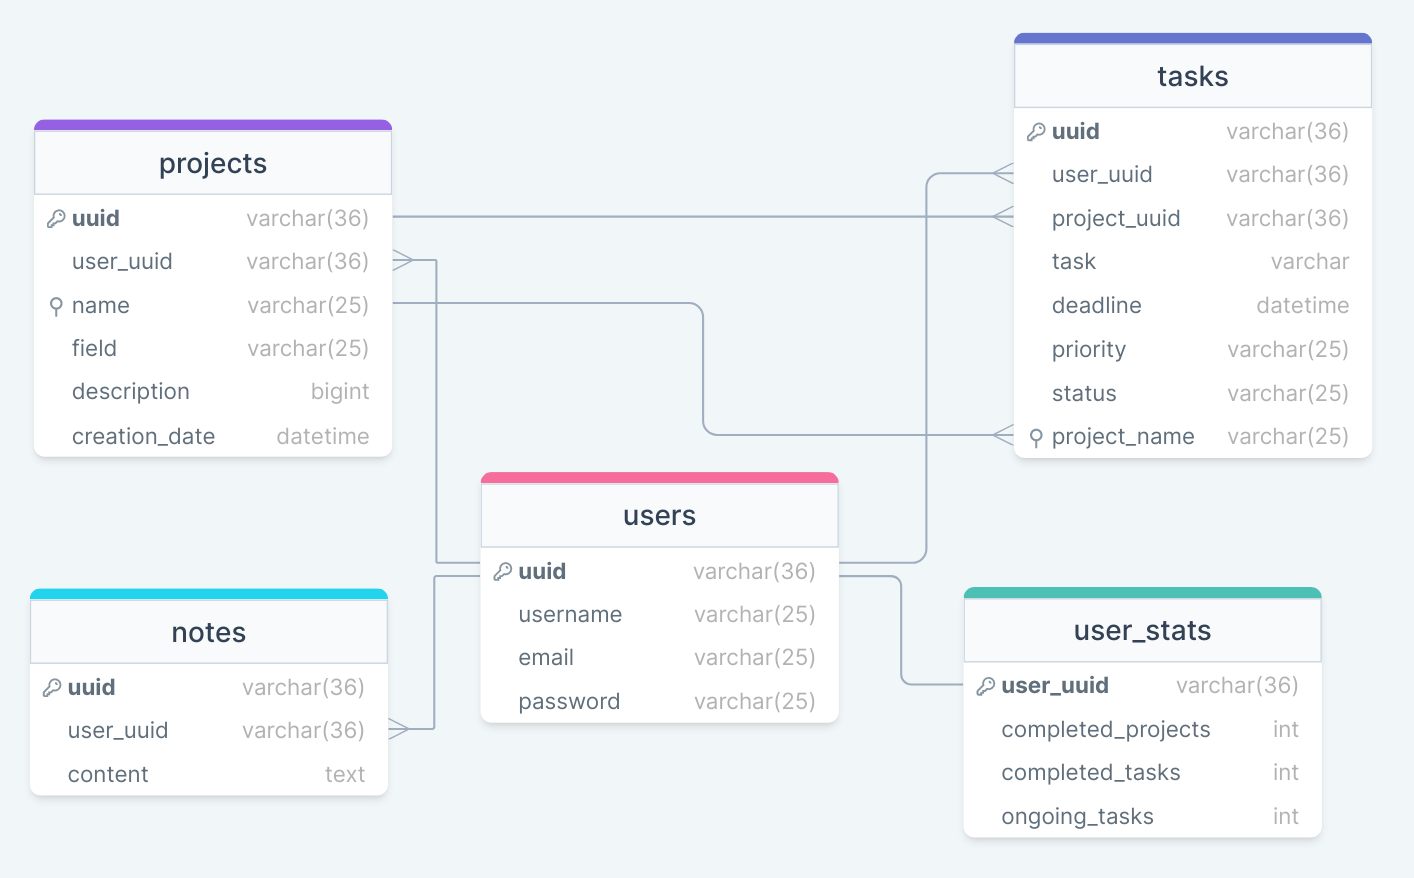 projects
uuid varchar(36)
user_uuid varchar(36)
name varchar(25)
field varchar(25)
description bigint
creation_date datetime
tasks
uuid varchar(36)
user_uuid varchar(36)
project_uuid varchar(36)
task varchar
deadline datetime
priority varchar(25)
status varchar(25)
project_name varchar(25)
users
uuid varchar(36)
username varchar(25)
email varchar(25)
password varchar(25)
notes
uuid varchar(36)
user_uuid varchar(36)
content text
user_stats
user_uuid varchar(36)
completed_projects int
completed_tasks int
ongoing_tasks int